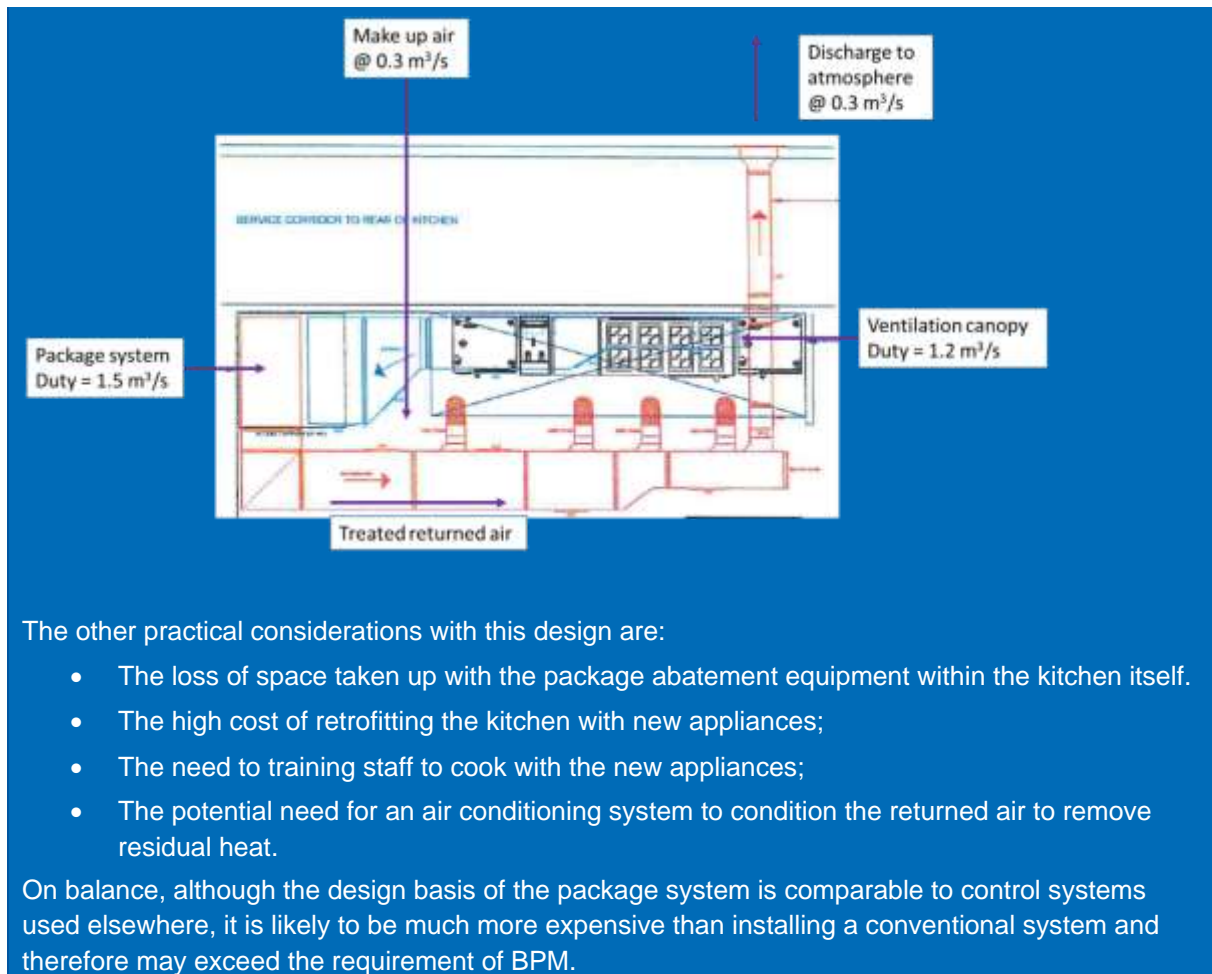 Make up air
@ 0.3 m³/s
Discharge to
atmosphere
@ 0.3 m³/s
SERVICE CORRIDOR TO REAR OF KITCHEN
Package system
Duty = 1.5 m³/s
Ventilation canopy
Duty = 1.2 m³/s
Treated returned air
The other practical considerations with this design are:
• The loss of space taken up with the package abatement equipment within the kitchen itself.
• The high cost of retrofitting the kitchen with new appliances;
• The need to training staff to cook with the new appliances;
• The potential need for an air conditioning system to condition the returned air to remove
residual heat.
On balance, although the design basis of the package system is comparable to control systems
used elsewhere, it is likely to be much more expensive than installing a conventional system and
therefore may exceed the requirement of BPM.